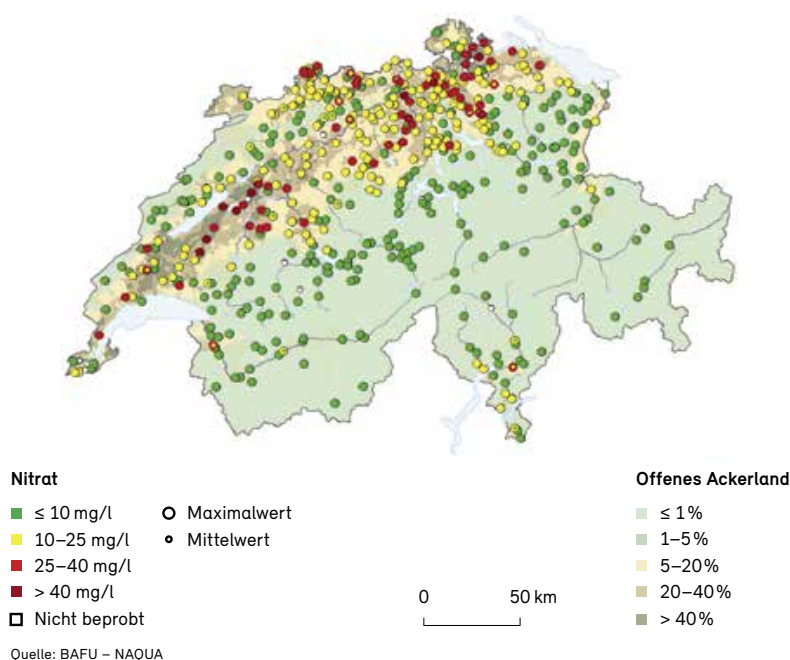 Nitrat
≤ 10 mg/l
10–25 mg/l
25–40 mg/l
> 40 mg/l
Nicht beprobt
Maximalwert
Mittelwert
0 50 km
Offenes Ackerland
≤ 1%
1–5%
5–20%
20–40%
> 40%
Quelle: BAFU – NAQUA